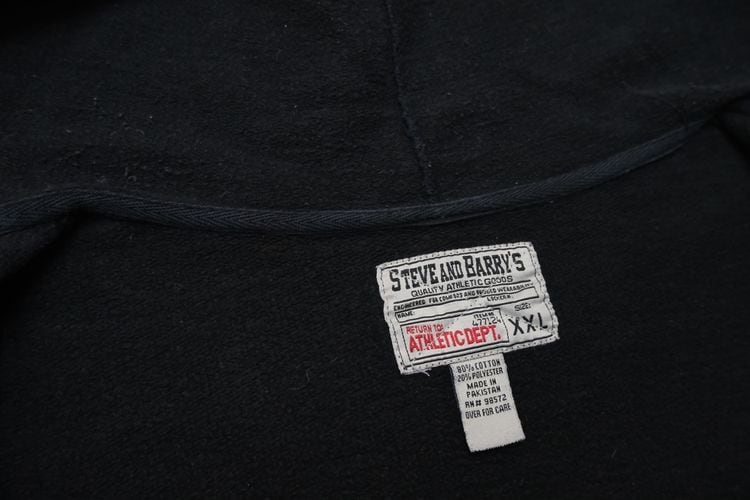 STEVE AND BARRY'S
QUALITY ATHLETIC GOODS
ENGINEERED FOR COMFORT AND RUGGED WEARABILITY
NAME: LOCKER#:
RETURN TO: ITEM## 477124 SIZE:
ATHLETIC DEPT. XXL
80% COTTON
20% POLYESTER
MADE IN
PAKISTAN
RN# 98572
OVER FOR CARE